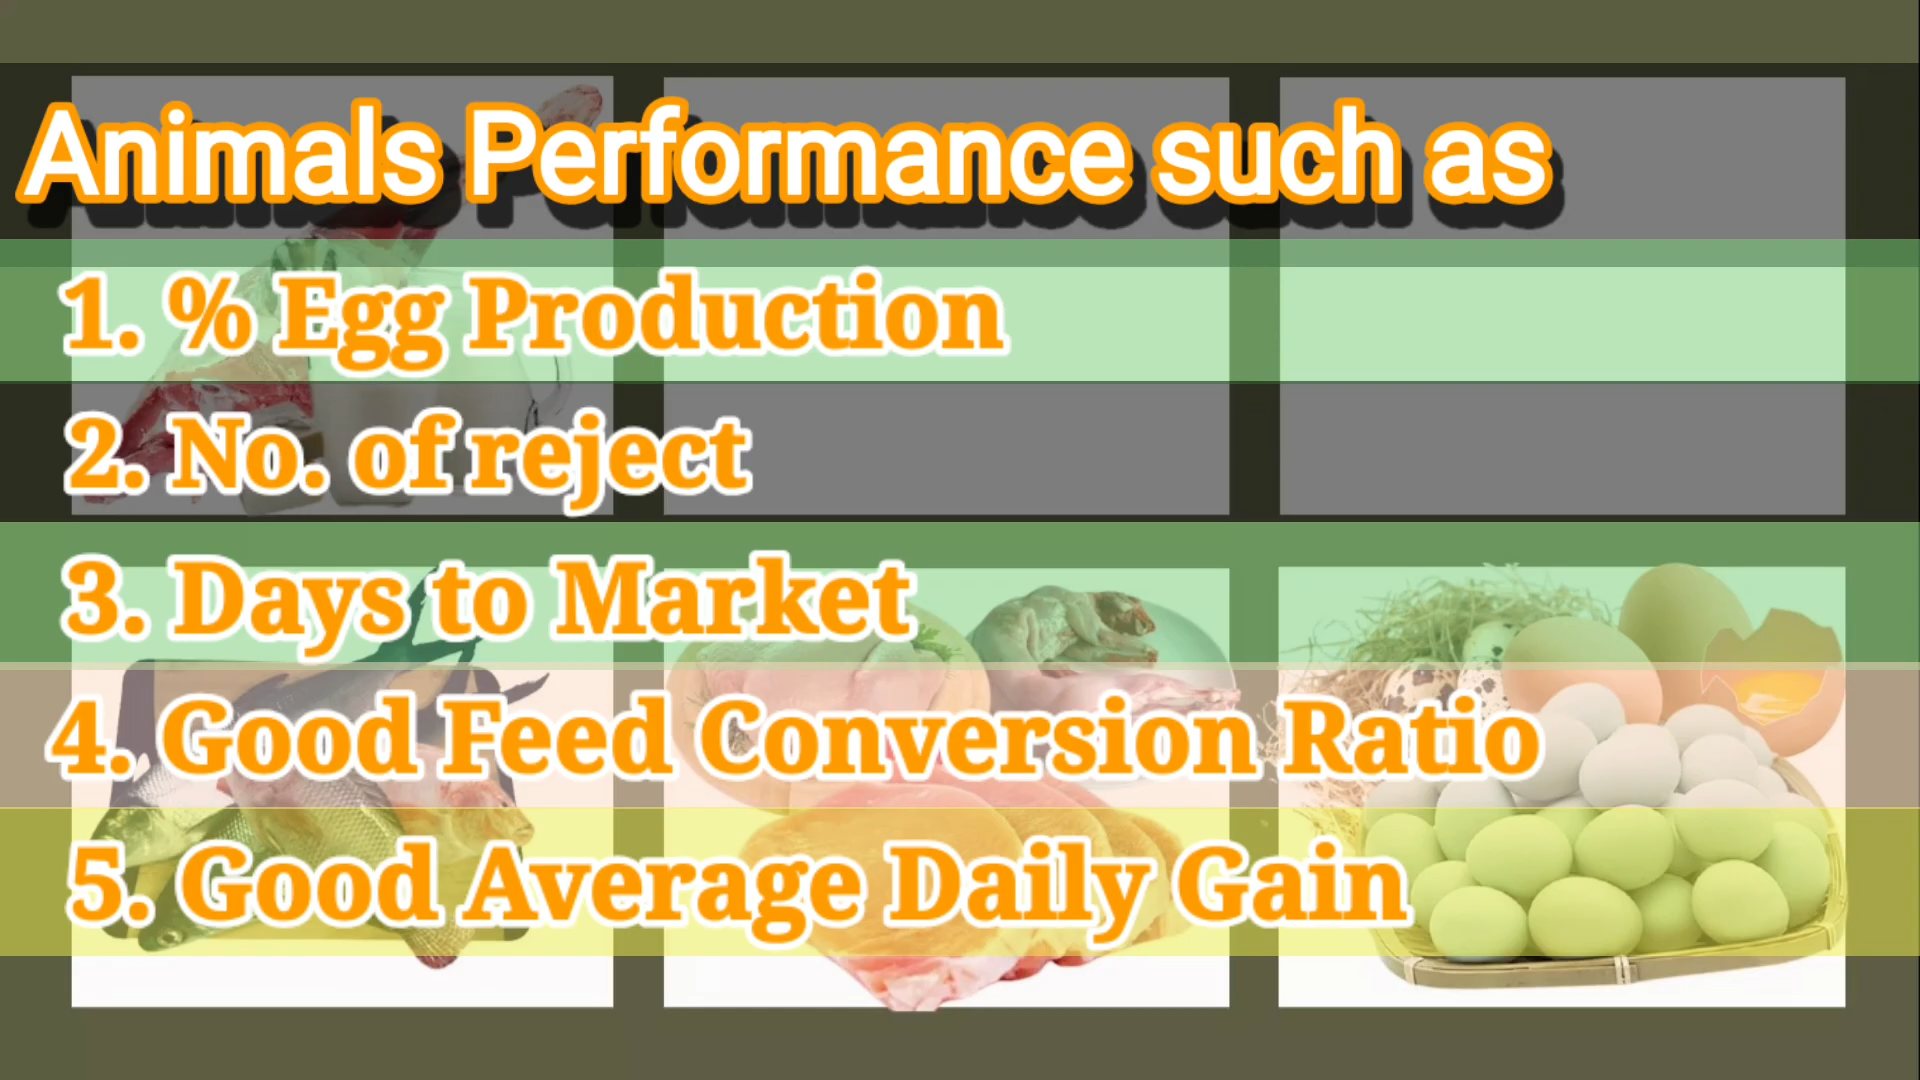 Animals Performance such as
1. % Egg Production
2. No. of reject
3. Days to Market
4. Good Feed Conversion Ratio
5. Good Average Daily Gain